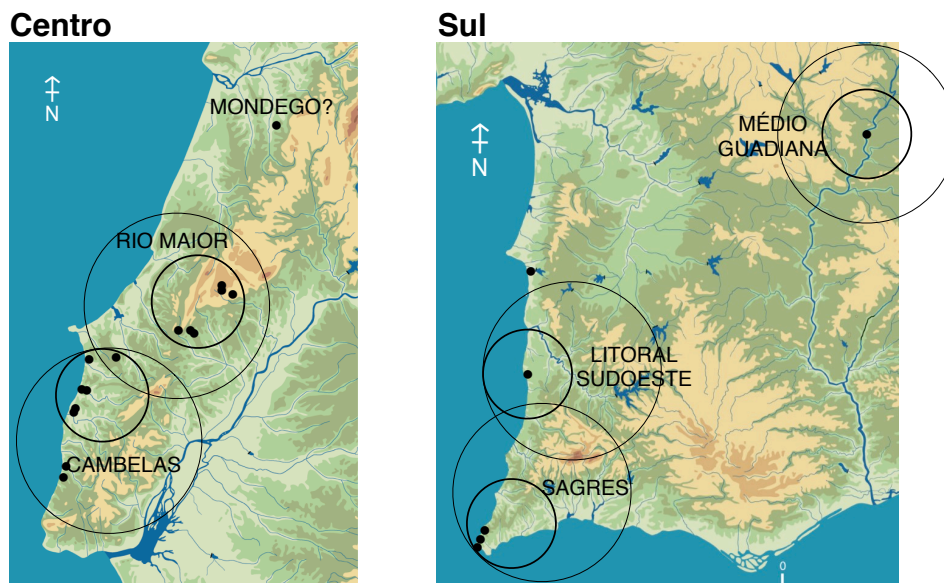 Centro
N
MONDEGO?
RIO MAIOR
CAMBELAS
Sul
N
MÉDIO
GUADIANA
LITORAL
SUDOESTE
SAGRES
0